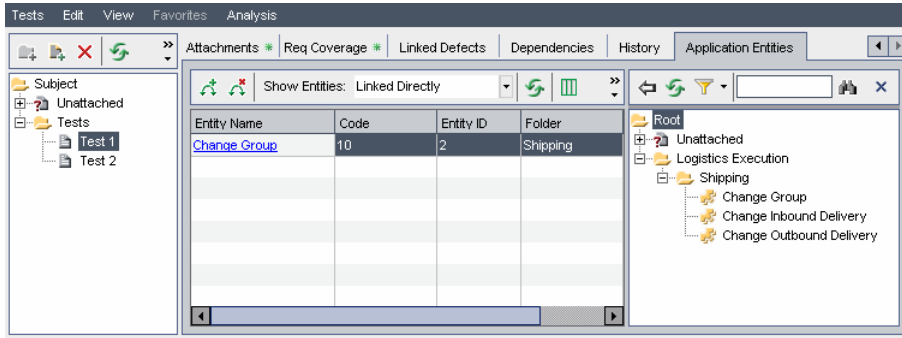 Tests Edit View Favorites Analysis
Attachments * Req Coverage * Linked Defects Dependencies History Application Entities
Show Entities: Linked Directly
Subject
Unattached
Tests
Test 1
Test 2
Entity Name Code Entity ID Folder
Change Group 10 2 Shipping
Root
Unattached
Logistics Execution
Shipping
Change Group
Change Inbound Delivery
Change Outbound Delivery